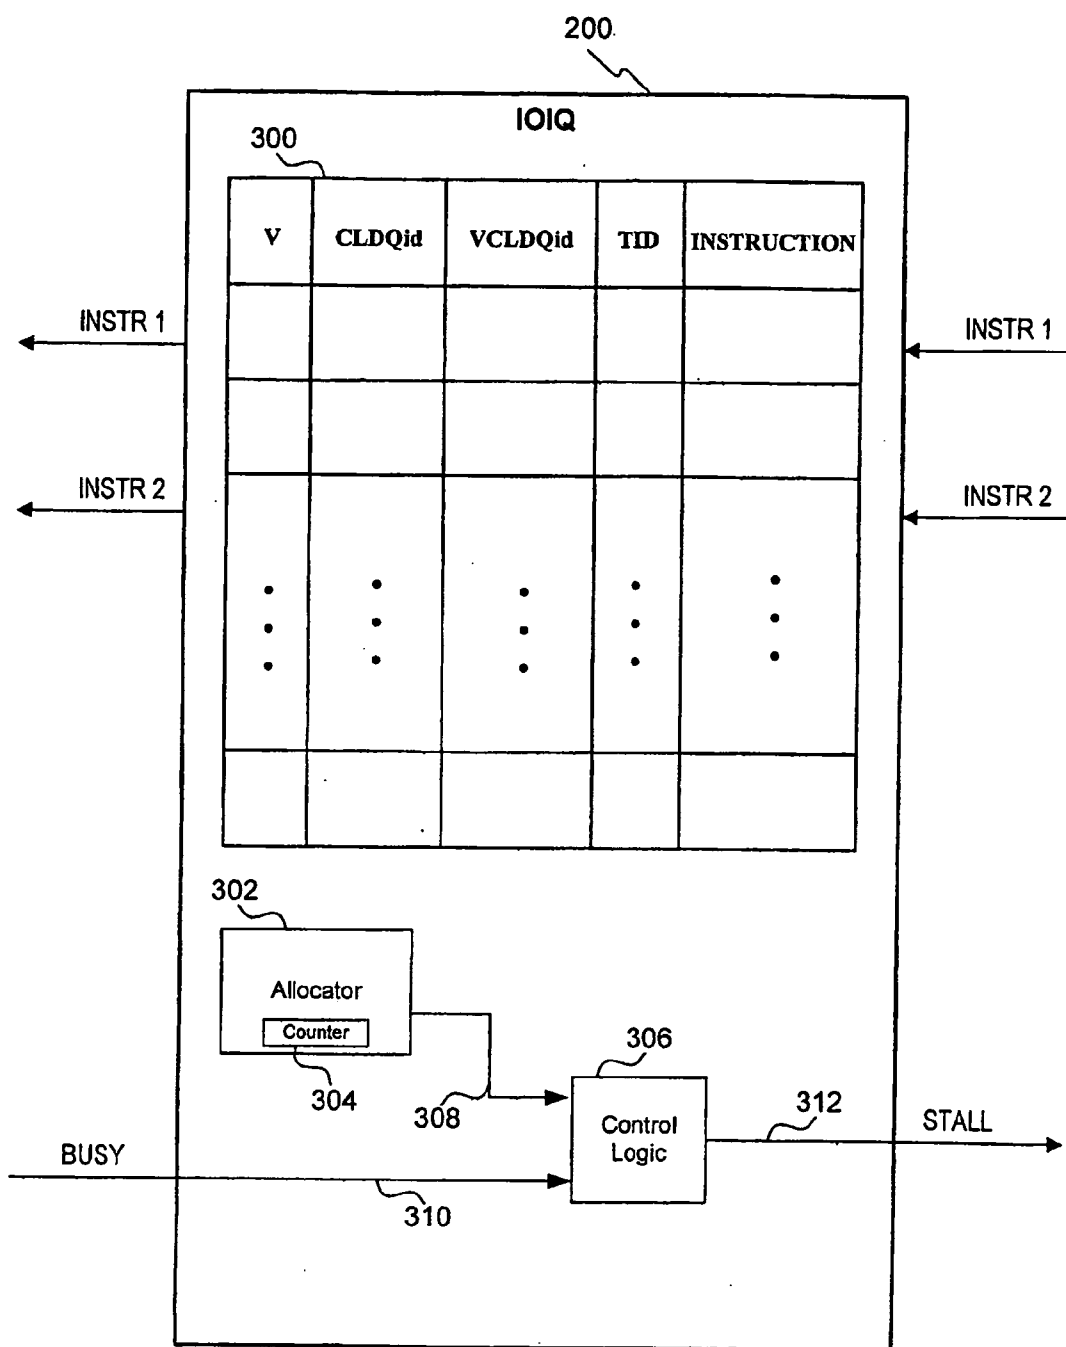 200
IOIQ
300
V CLDQid VCLDQid TID INSTRUCTION
INSTR 1 INSTR 1
INSTR 2 INSTR 2
302
Allocator
Counter
304
308
306
Control
Logic
312
STALL
BUSY
310